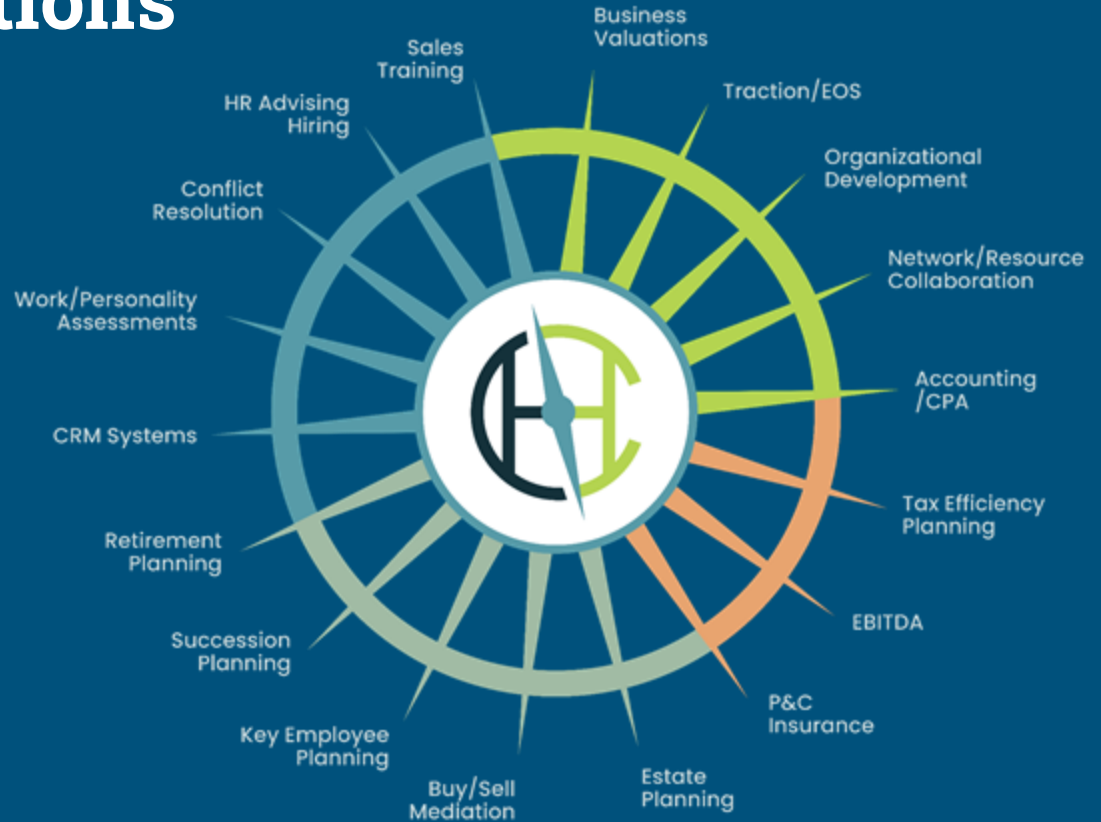 Business
Valuations
Traction/EOS
Organizational
Development
Network/Resource
Collaboration
Accounting
/CPA
Tax Efficiency
Planning
EBITDA
P&C
Insurance
Estate
Planning
Buy/Sell
Mediation
Key Employee
Planning
Succession
Planning
Retirement
Planning
CRM Systems
Work/Personality
Assessments
Conflict
Resolution
HR Advising
Hiring
Sales
Training